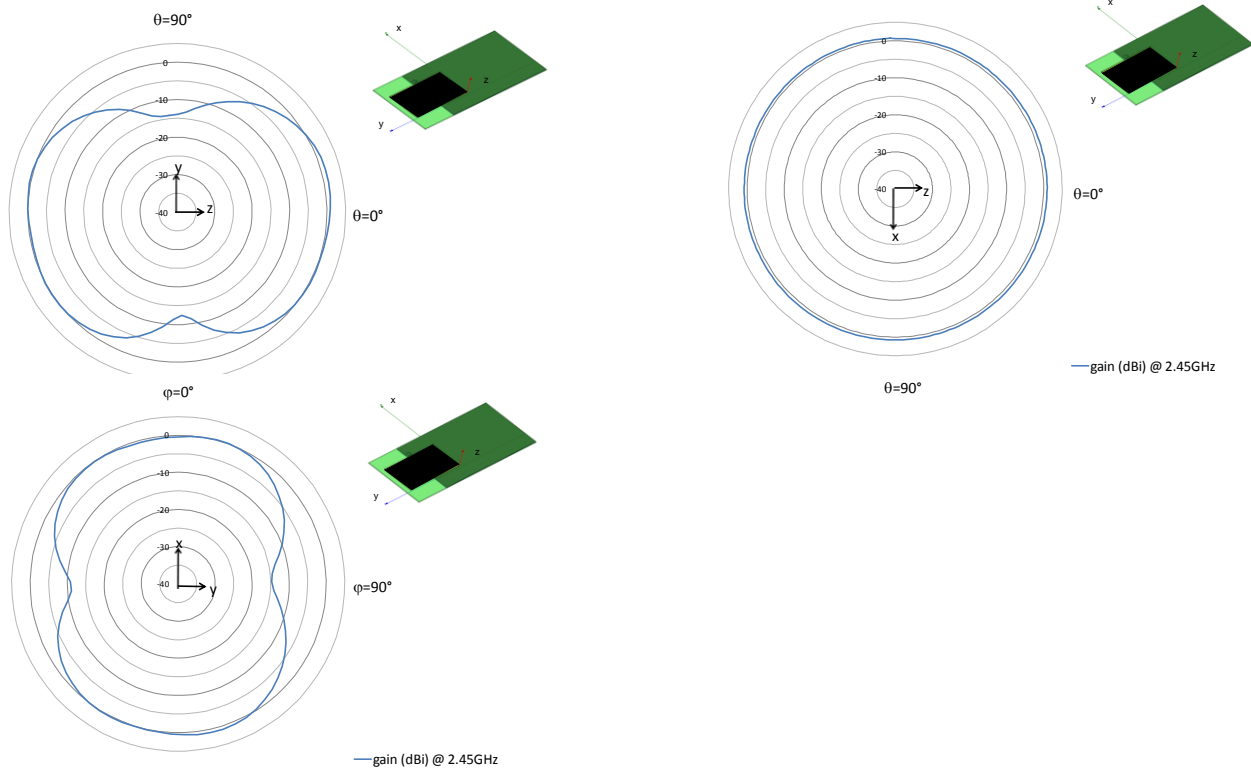 θ=90°
x
z
y
0
-10
-20
-30
-40
y
z
θ=0°
x
z
y
0
-10
-20
-30
-40
z
x
θ=0°
gain (dBi) @ 2.45GHz
θ=90°
φ=0°
x
z
y
0
-10
-20
-30
-40
x
y
φ=90°
gain (dBi) @ 2.45GHz